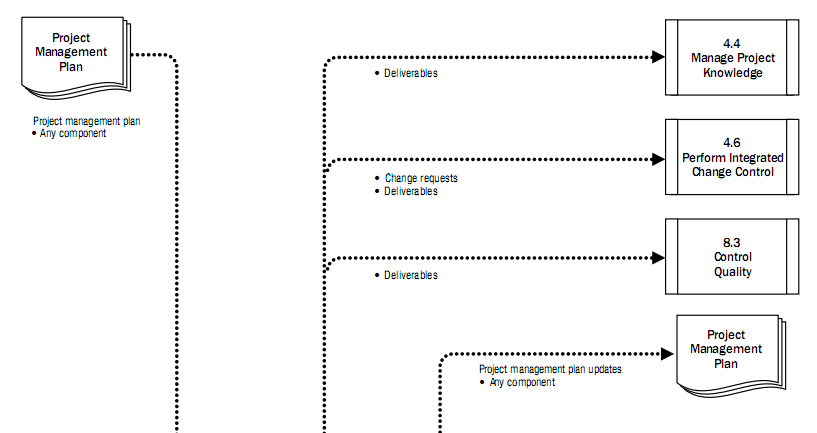 Project
Management
Plan
Project management plan
• Any component
• Deliverables
4.4
Manage Project
Knowledge
• Change requests
• Deliverables
4.6
Perform Integrated
Change Control
• Deliverables
8.3
Control
Quality
Project management plan updates
• Any component
Project
Management
Plan